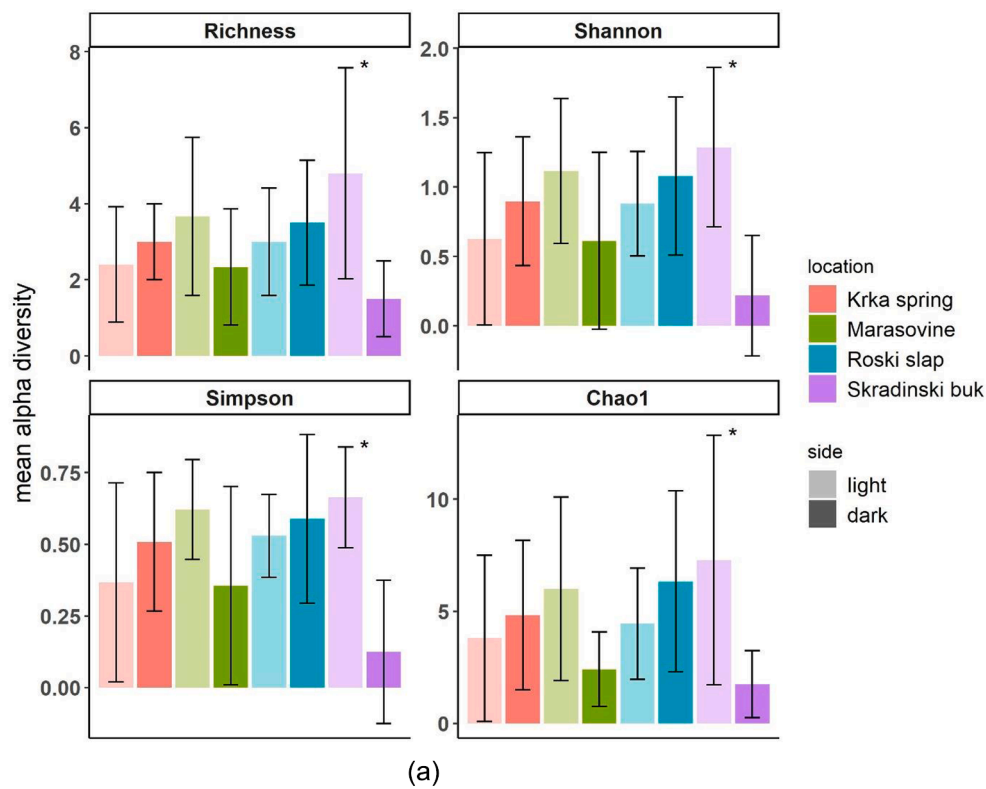 Richness
Shannon
8
6
4
2
0
2.0
1.5
1.0
0.5
0.0
*
*
mean alpha diversity
Simpson
Chao1
0.75
0.50
0.25
0.00
10
5
0
*
*
location
Krka spring
Marasovine
Roski slap
Skradinski buk
side
light
dark
(a)